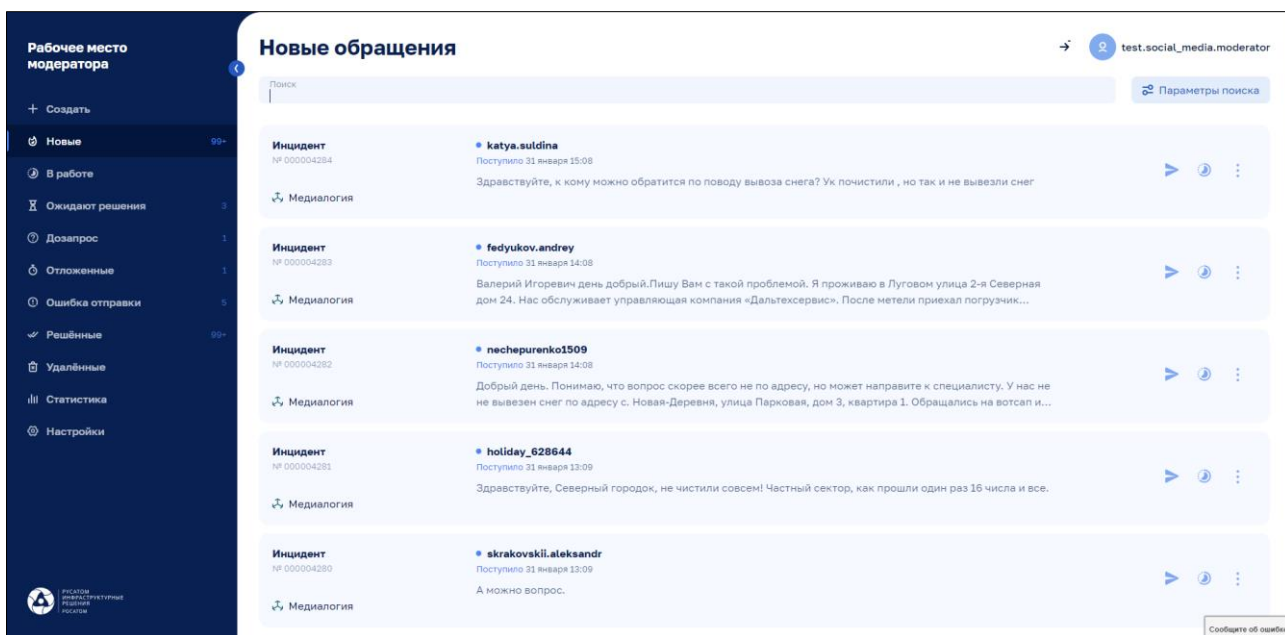 Рабочее место
модератора
Создать
Новые 99+
В работе
Ожидают решения 3
Дозапрос 1
Отложенные 1
Ошибка отправки 5
Решённые 99+
Удалённые
Статистика
Настройки
РУСАТОМ
ИНФРАСТРУКТУРНЫЕ
РЕШЕНИЯ
РОСАТОМ
Новые обращения
test.social_media.moderator
Поиск
Параметры поиска
Инцидент
№ 000004284
Медиалогия
katya.suldina
Поступило 31 января 15:08
Здравствуйте, к кому можно обратится по поводу вывоза снега? Ук почистили , но так и не вывезли снег
Инцидент
№ 000004283
Медиалогия
fedyukov.andrey
Поступило 31 января 14:08
Валерий Игоревич день добрый.Пишу Вам с такой проблемой. Я проживаю в Луговом улица 2-я Северная
дом 24. Нас обслуживает управляющая компания «Дальтехсервис». После метели приехал погрузчик...
Инцидент
№ 000004282
Медиалогия
nechepurenko1509
Поступило 31 января 14:08
Добрый день. Понимаю, что вопрос скорее всего не по адресу, но может направите к специалисту. У нас не
не вывезен снег по адресу с. Новая-Деревня, улица Парковая, дом 3, квартира 1. Обращались на вотсап и...
Инцидент
№ 000004281
Медиалогия
holiday_628644
Поступило 31 января 13:09
Здравствуйте, Северный городок, не чистили совсем! Частный сектор, как прошли один раз 16 числа и все.
Инцидент
№ 000004280
Медиалогия
skrakovskii.aleksandr
Поступило 31 января 13:09
А можно вопрос.
Сообщите об ошибке